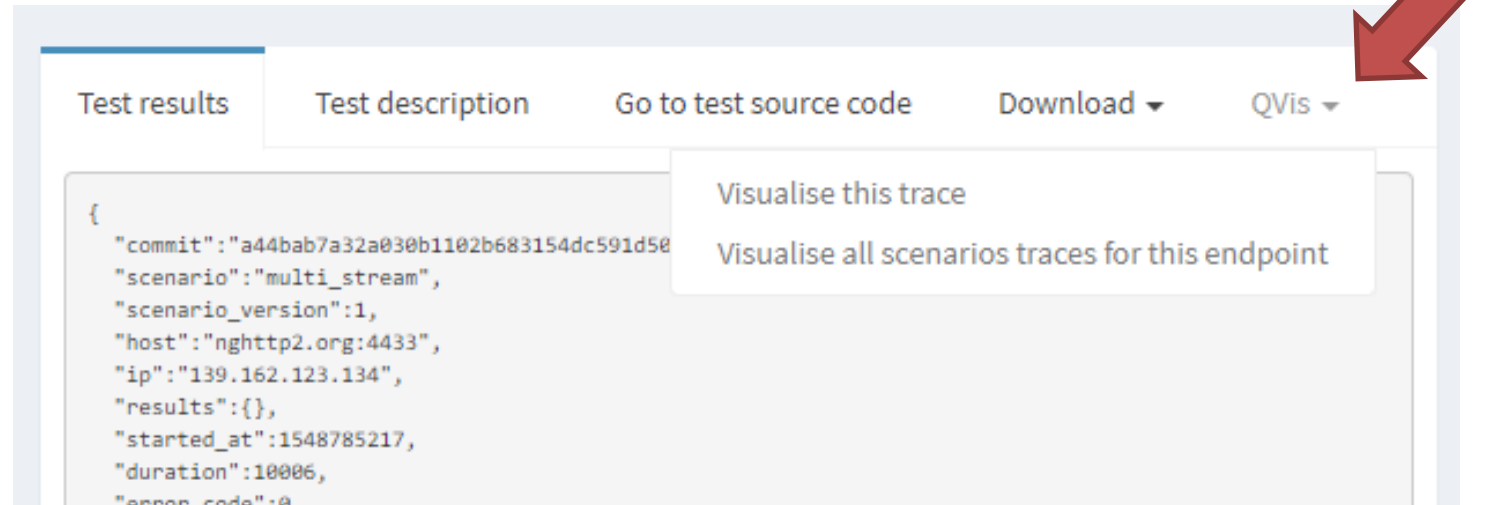 Test results Test description Go to test source code Download QVis
Visualise this trace
Visualise all scenarios traces for this endpoint
{
"commit":"a44bab7a32a030b1102b683154dc591d50
"scenario":"multi_stream",
"scenario_version":1,
"host":"nghttp2.org:4433",
"ip":"139.162.123.134",
"results":{},
"started_at":1548785217,
"duration":10006,
"error_code":0